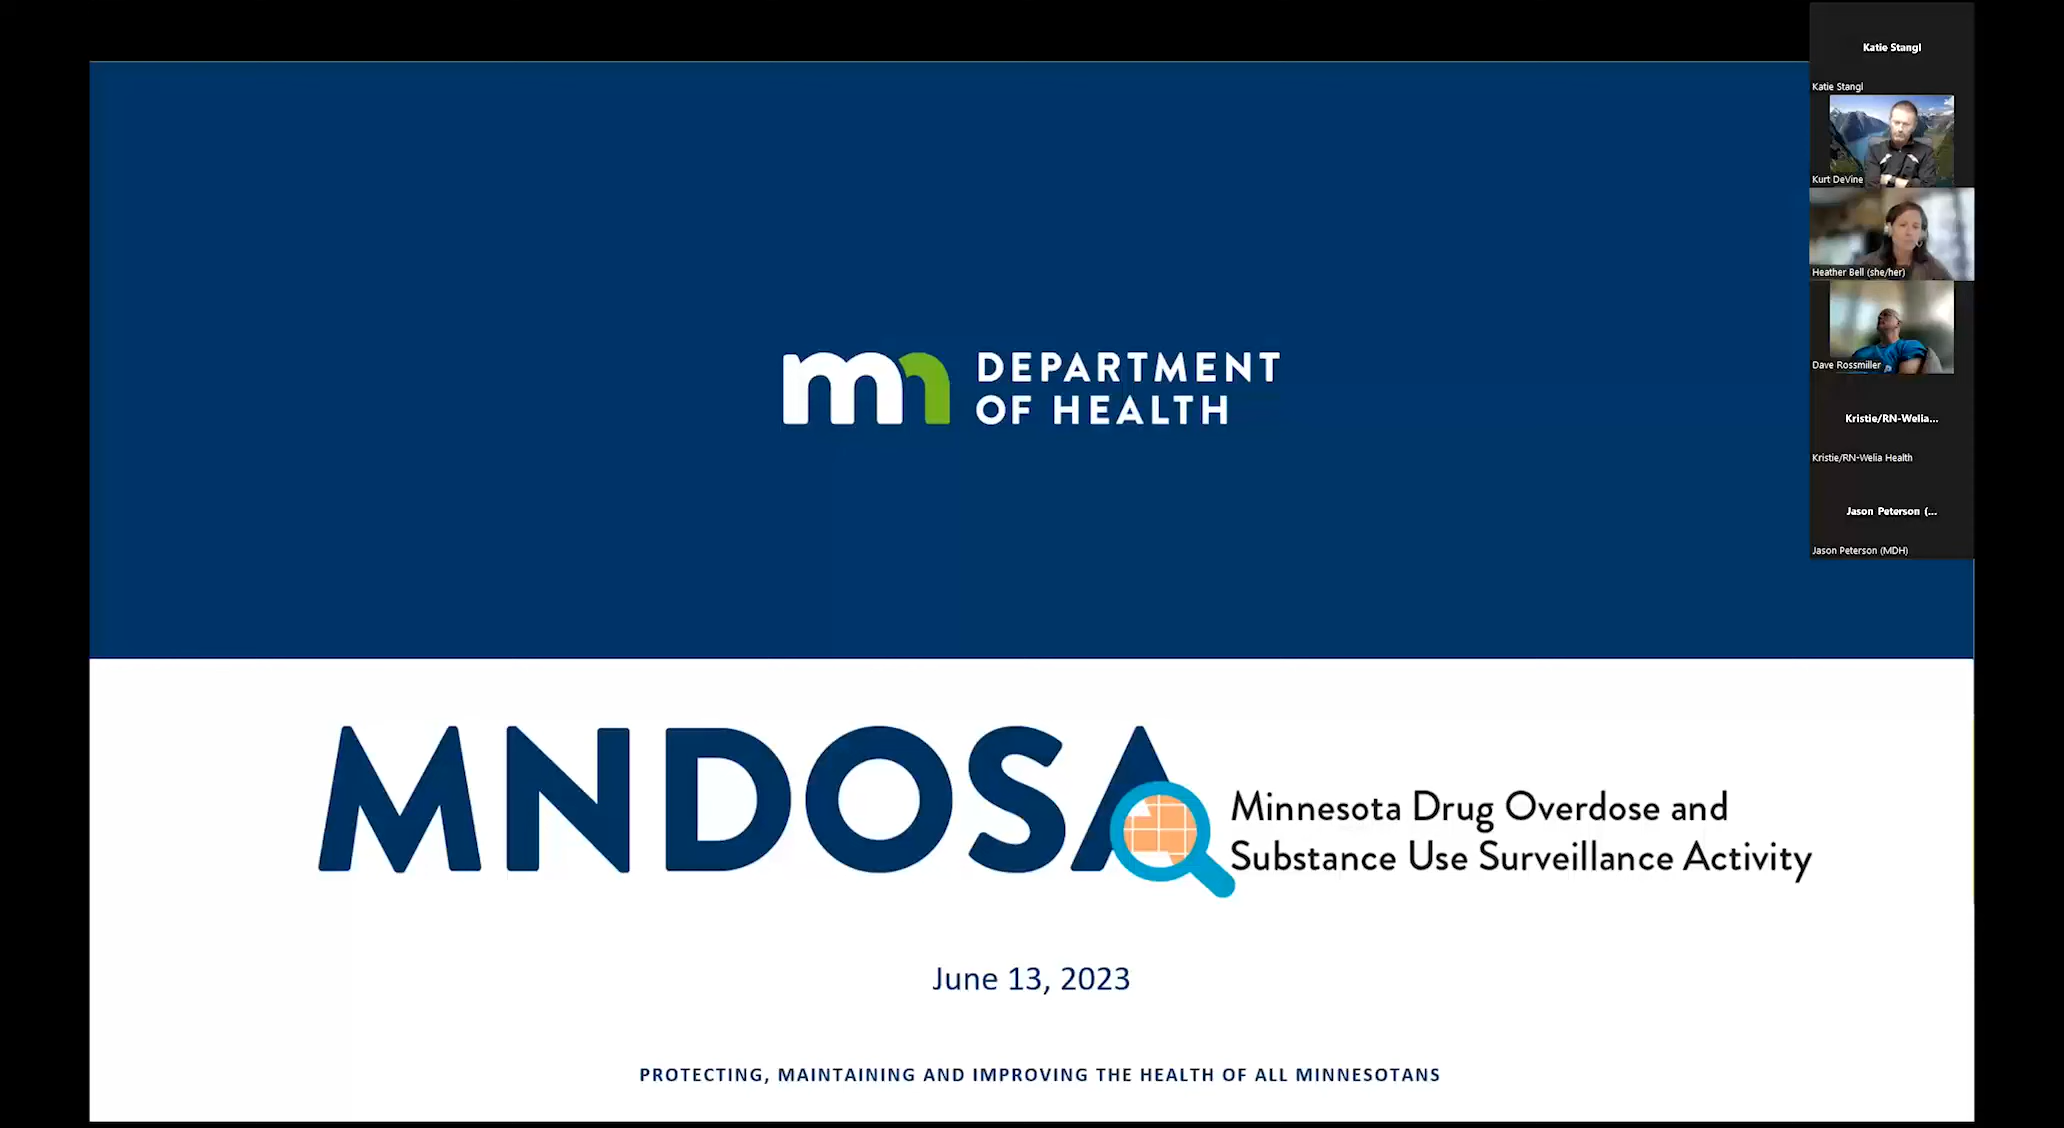 Katie Stangl
Katie Stangl
Kurt DeVine
Heather Bell (she/her)
Dave Rossmiller
Kristie/RN-Welia...
Kristie/RN-Welia Health
Jason Peterson (...
Jason Peterson (MDH)
mn DEPARTMENT
OF HEALTH
MNDOSA
Minnesota Drug Overdose and
Substance Use Surveillance Activity
June 13, 2023
PROTECTING, MAINTAINING AND IMPROVING THE HEALTH OF ALL MINNESOTANS